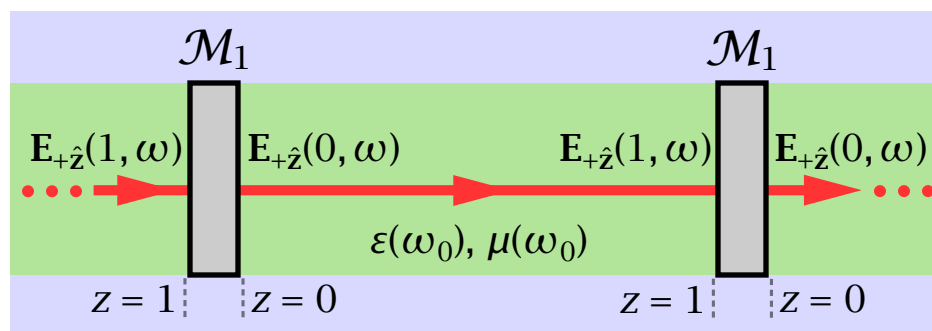 ℳ₁ ℳ₁
𝐄₊ẑ(1, ω) 𝐄₊ẑ(0, ω) 𝐄₊ẑ(1, ω) 𝐄₊ẑ(0, ω)
ε(ω₀), μ(ω₀)
z = 1 z = 0 z = 1 z = 0